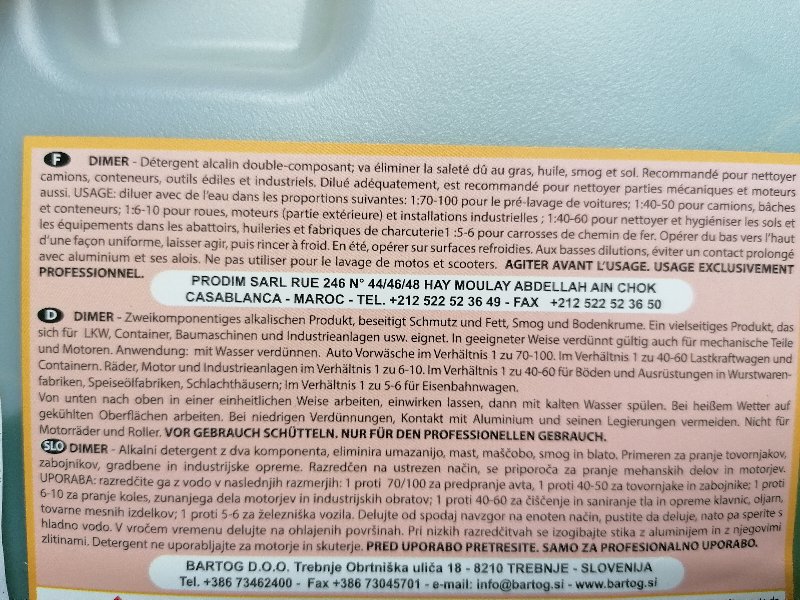 F DIMER - Détergent alcalin double-composant; va éliminer la saleté dû au gras, huile, smog et sol. Recommandé pour nettoyer
camions, conteneurs, outils édiles et industriels. Dilué adéquatement, est recommandé pour nettoyer parties mécaniques et moteurs
aussi. USAGE: diluer avec de l'eau dans les proportions suivantes: 1:70-100 pour le pré-lavage de voitures; 1:40-50 pour camions, bâches
et conteneurs; 1:6-10 pour roues, moteurs (partie extérieure) et installations industrielles ; 1:40-60 pour nettoyer et hygiéniser les sols et
les équipements dans les abattoirs, huileries et fabriques de charcuterie1 :5-6 pour carrosses de chemin de fer. Opérer du bas vers l'haut
d'une façon uniforme, laisser agir, puis rincer à froid. En été, opérer sur surfaces refroidies. Aux basses dilutions, éviter un contact prolongé
avec aluminium et ses alois. Ne pas utiliser pour le lavage de motos et scooters. AGITER AVANT L'USAGE. USAGE EXCLUSIVEMENT
PROFESSIONNEL.
PRODIM SARL RUE 246 N° 44/46/48 HAY MOULAY ABDELLAH AIN CHOK
CASABLANCA - MAROC - TEL. +212 522 52 36 49 - FAX +212 522 52 36 50
D DIMER - Zweikomponentiges alkalischen Produkt, beseitigt Schmutz und Fett, Smog und Bodenkrume. Ein vielseitiges Produkt, das
sich für LKW, Container, Baumaschinen und Industrieanlagen usw. eignet. In geeigneter Weise verdünnt gültig auch für mechanische Teile
und Motoren. Anwendung: mit Wasser verdünnen. Auto Vorwäsche im Verhältnis 1 zu 70-100. Im Verhältnis 1 zu 40-60 Lastkraftwagen und
Containern. Räder, Motor und Industrieanlagen im Verhältnis 1 zu 6-10. Im Verhältnis 1 zu 40-60 für Böden und Ausrüstungen in Wurstwaren-
fabriken, Speiseölfabriken, Schlachthäusern; Im Verhältnis 1 zu 5-6 für Eisenbahnwagen.
Von unten nach oben in einer einheitlichen Weise arbeiten, einwirken lassen, dann mit kalten Wasser spülen. Bei heißem Wetter auf
gekühlten Oberflächen arbeiten. Bei niedrigen Verdünnungen, Kontakt mit Aluminium und seinen Legierungen vermeiden. Nicht für
Motorräder und Roller. VOR GEBRAUCH SCHÜTTELN. NUR FÜR DEN PROFESSIONELLEN GEBRAUCH.
SLO DIMER - Alkalni detergent z dva komponenta, eliminira umazanijo, mast, maščobo, smog in blato. Primeren za pranje tovornjakov,
zabojnikov, gradbene in industrijske opreme. Razredčen na ustrezen način, se priporoča za pranje mehanskih delov in motorjev.
UPORABA: razredčite ga z vodo v naslednjih razmerjih: 1 proti 70/100 za predpranje avta, 1 proti 40-50 za tovornjake in zabojnike; 1 proti
6-10 za pranje koles, zunanjega dela motorjev in industrijskih obratov; 1 proti 40-60 za čiščenje in saniranje tla in opreme klavnic, oljarn,
tovarne mesnih izdelkov; 1 proti 5-6 za železniška vozila. Delujte od spodaj navzgor na enoten način, pustite da deluje, nato pa sperite s
hladno vodo. V vročem vremenu delujte na ohlajenih površinah. Pri nizkih razredčitvah se izogibajte stika z aluminijem in z njegovimi
zlitinami. Detergent ne uporabljajte za motorje in skuterje. PRED UPORABO PRETRESITE. SAMO ZA PROFESIONALNO UPORABO.
BARTOG D.O.O. Trebnje Obrtniška uliča 18 - 8210 TREBNJE - SLOVENIJA
Tel. +386 73462400 - Fax +386 73045701 - e-mail: info@bartog.si - www.bartog.si